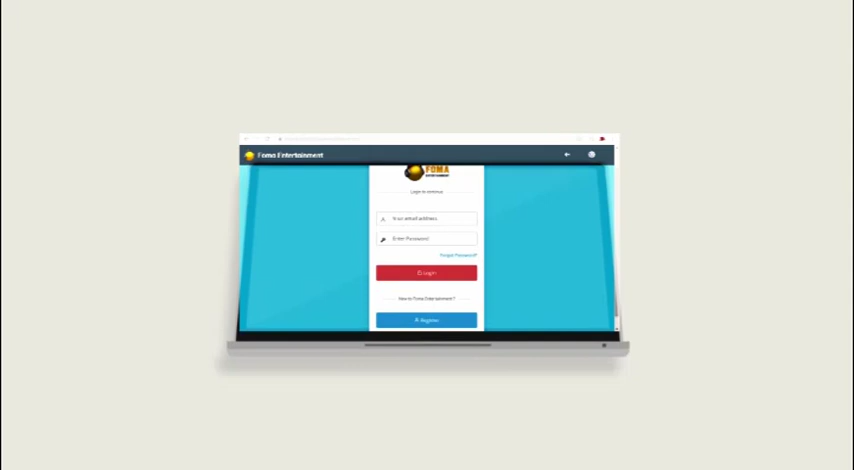 Foma Entertainment
FOMA
ENTERTAINMENT
Login to continue
Your email address
Enter Password
Forgot Password?
Login
New to Foma Entertainment?
Register